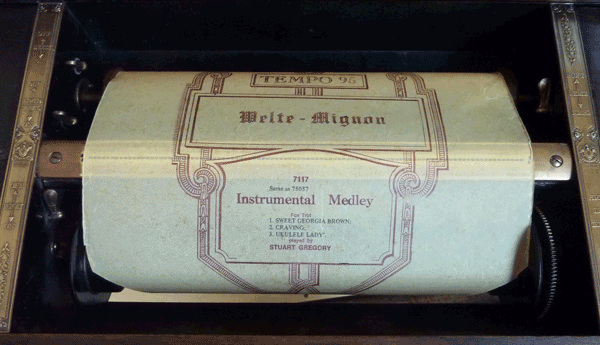 TEMPO 95
Welte-Mignon
7117
Same as 75057
Instrumental Medley
Fox Trot
1. SWEET GEORGIA BROWN,
2. CRAVING,
3. UKULELE LADY"
played by
STUART GREGORY